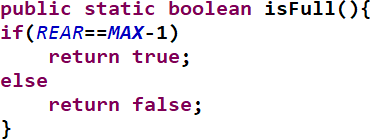 public static boolean isFull(){
if(REAR==MAX-1)
    return true;
else
    return false;
}